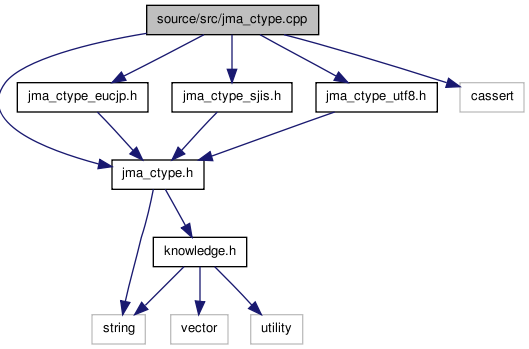 source/src/jma_ctype.cpp
jma_ctype_eucjp.h
jma_ctype_sjis.h
jma_ctype_utf8.h
cassert
jma_ctype.h
knowledge.h
string
vector
utility